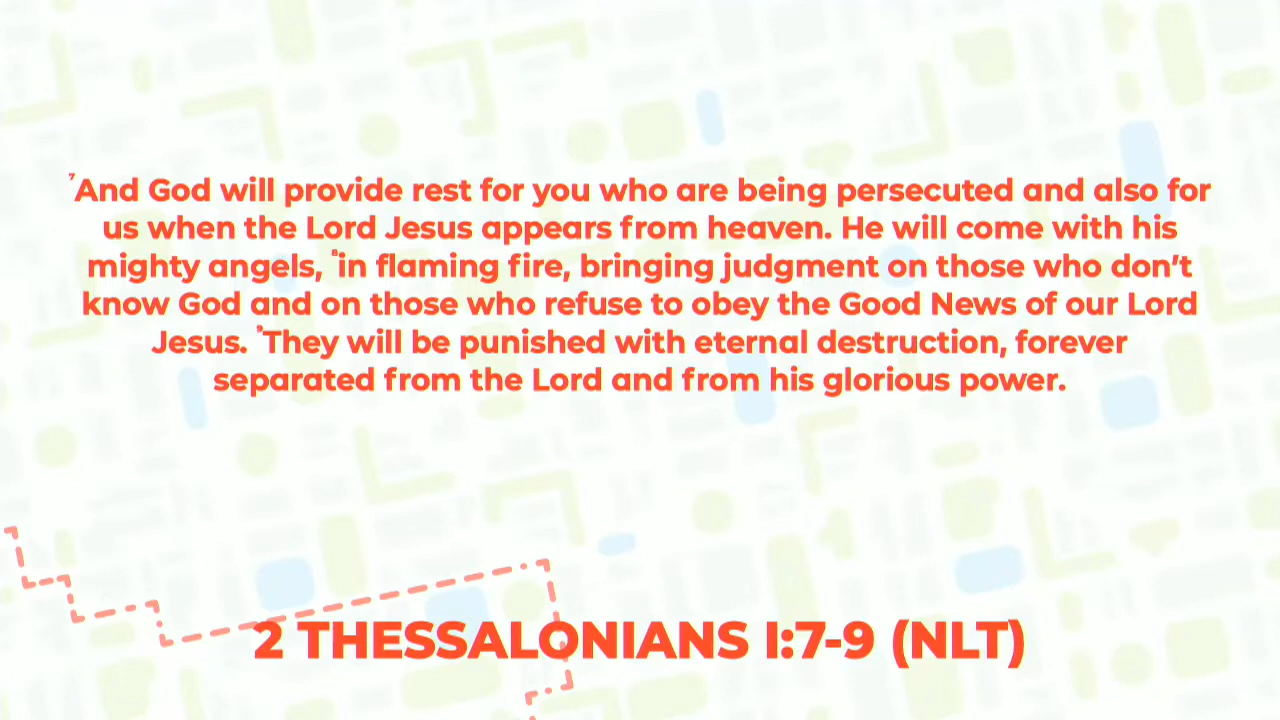 ⁷And God will provide rest for you who are being persecuted and also for
us when the Lord Jesus appears from heaven. He will come with his
mighty angels, ⁸in flaming fire, bringing judgment on those who don’t
know God and on those who refuse to obey the Good News of our Lord
Jesus. ⁹They will be punished with eternal destruction, forever
separated from the Lord and from his glorious power.
2 THESSALONIANS 1:7-9 (NLT)